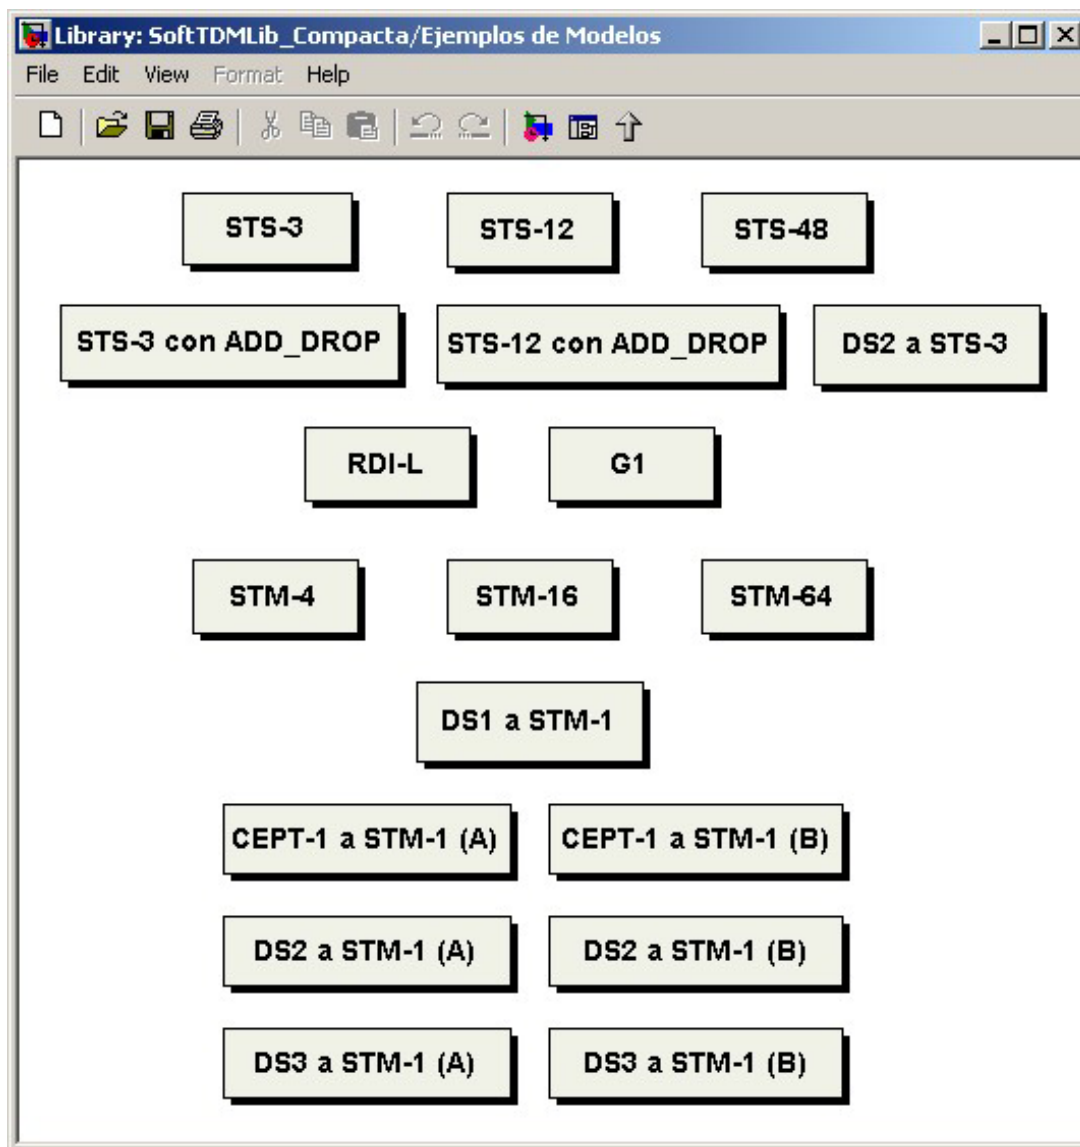 Library: SoftTDMLib_Compacta/Ejemplos de Modelos
File Edit View Format Help
STS-3 STS-12 STS-48
STS-3 con ADD_DROP STS-12 con ADD_DROP DS2 a STS-3
RDI-L G1
STM-4 STM-16 STM-64
DS1 a STM-1
CEPT-1 a STM-1 (A) CEPT-1 a STM-1 (B)
DS2 a STM-1 (A) DS2 a STM-1 (B)
DS3 a STM-1 (A) DS3 a STM-1 (B)